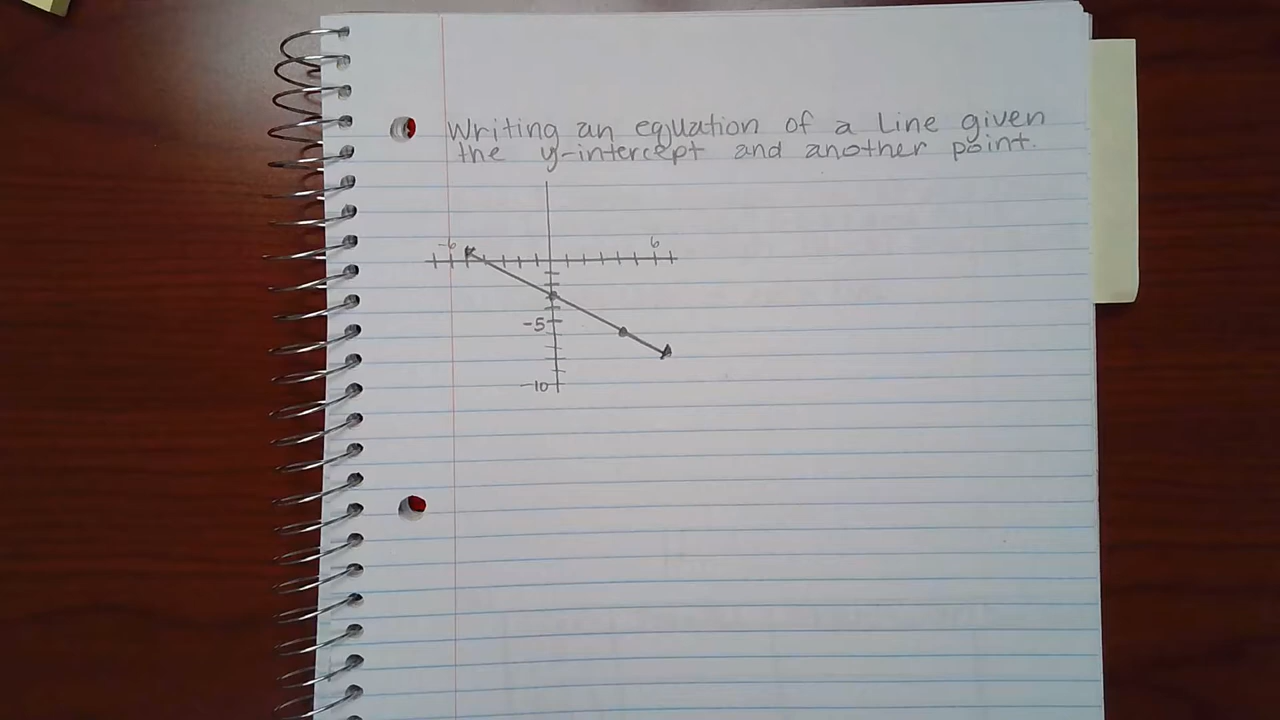 Writing an equation of a Line given
the y-intercept and another point.
-6 6
-5
-10